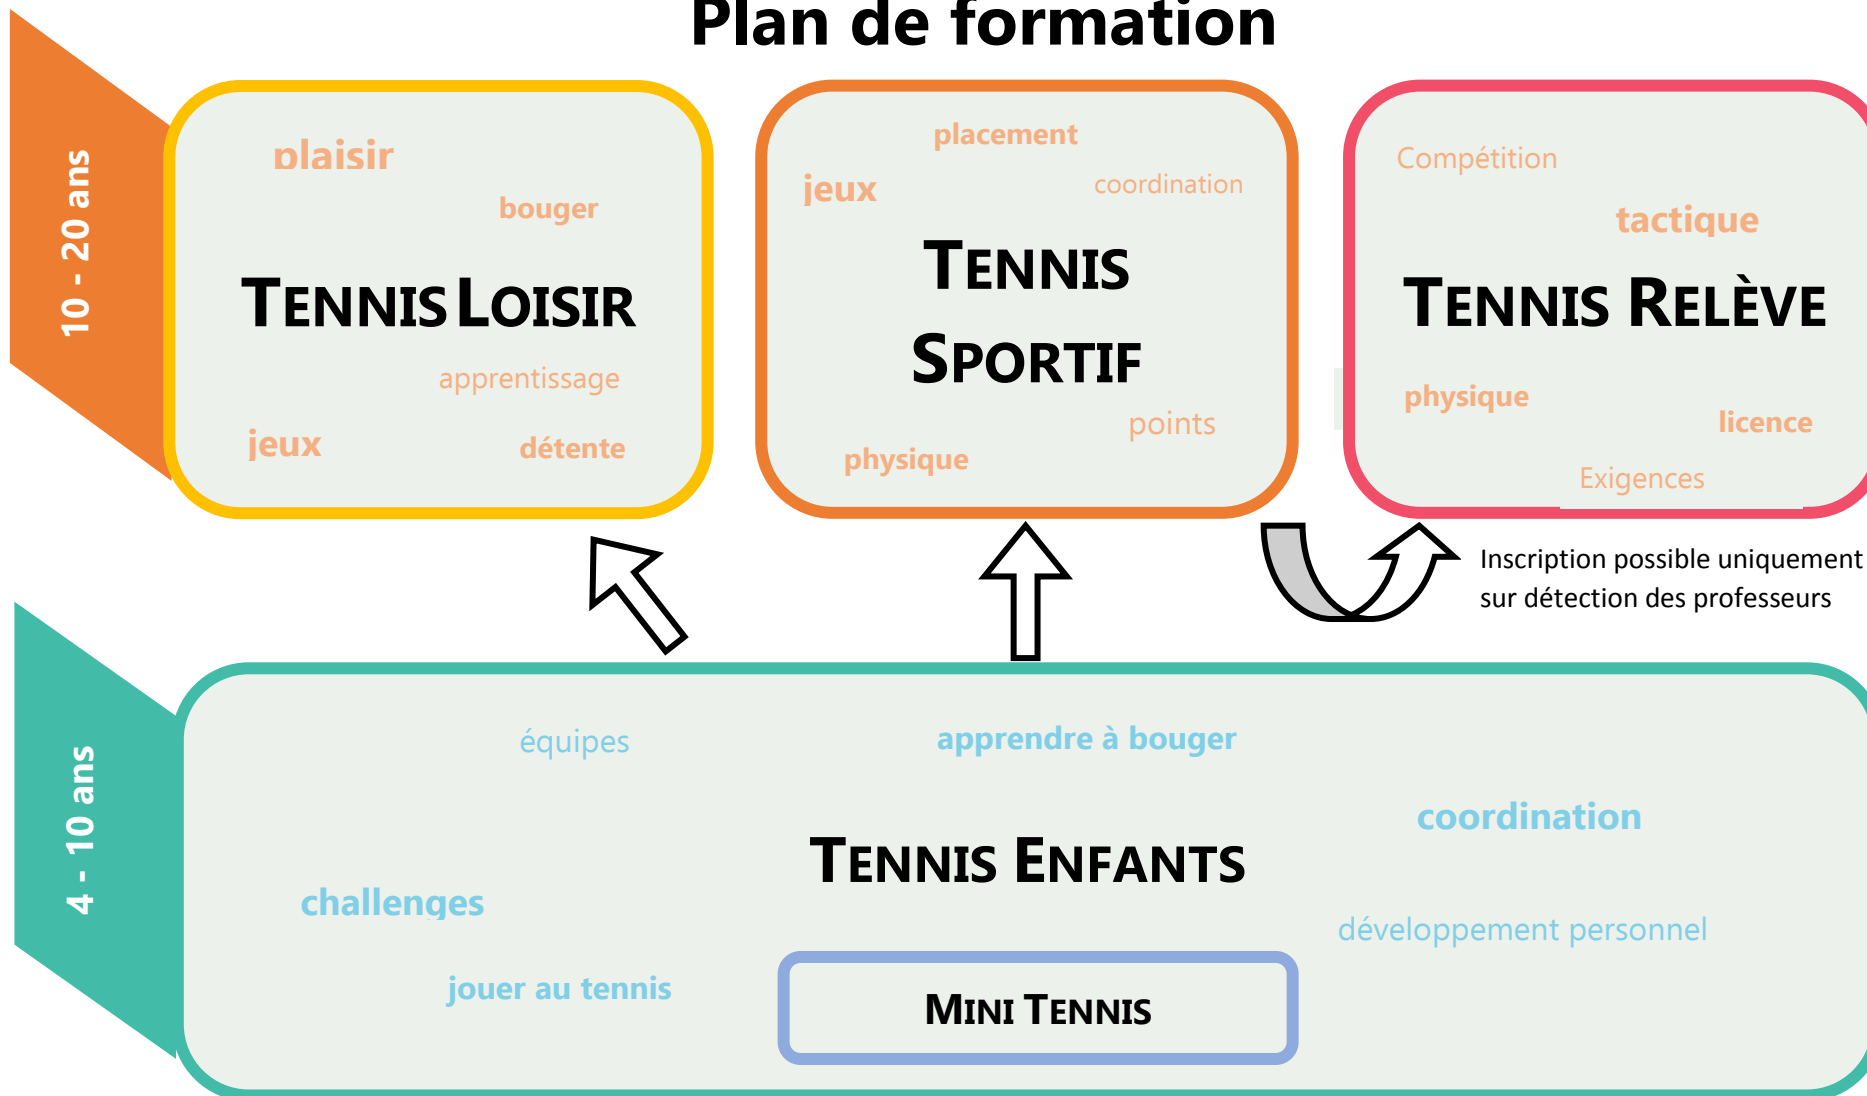 Plan de formation
10 - 20 ans
plaisir
bouger
TENNIS LOISIR
apprentissage
jeux
détente
placement
jeux
coordination
TENNIS
SPORTIF
points
physique
Compétition
tactique
TENNIS RELÈVE
physique
licence
Exigences
Inscription possible uniquement
sur détection des professeurs
4 - 10 ans
équipes
apprendre à bouger
coordination
TENNIS ENFANTS
challenges
développement personnel
jouer au tennis
MINI TENNIS